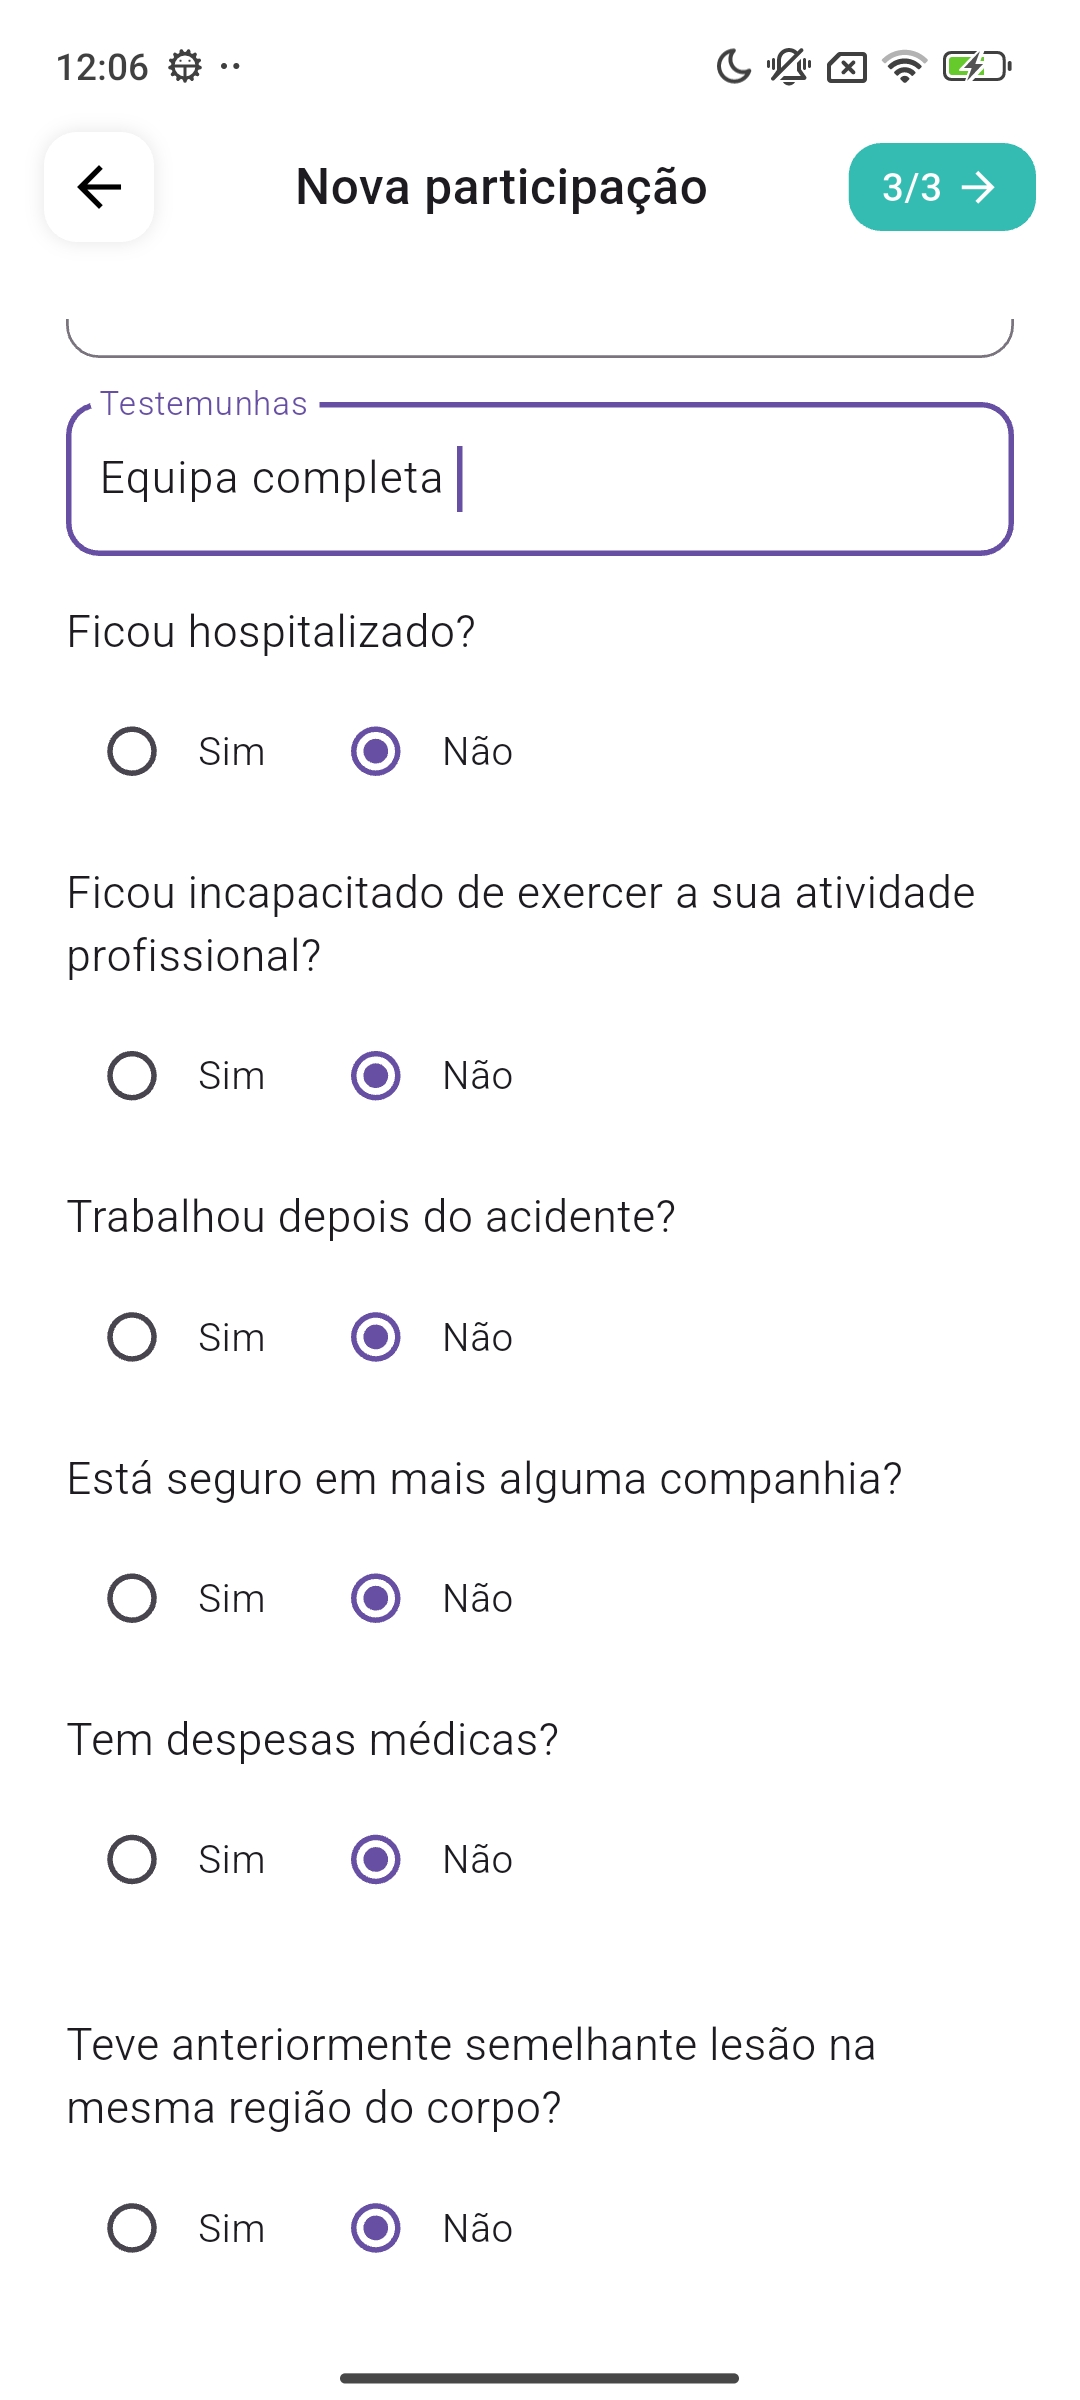 12:06
Nova participação
3/3
Testemunhas
Equipa completa
Ficou hospitalizado?
Sim Não
Ficou incapacitado de exercer a sua atividade
profissional?
Sim Não
Trabalhou depois do acidente?
Sim Não
Está seguro em mais alguma companhia?
Sim Não
Tem despesas médicas?
Sim Não
Teve anteriormente semelhante lesão na
mesma região do corpo?
Sim Não